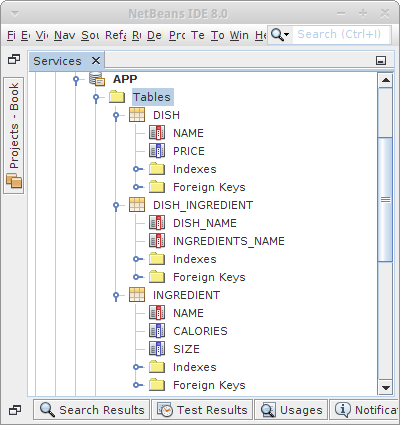 NetBeans IDE 8.0
Fi Ec Vi Nav Sou Refa Ru De Pro Te To Win He Search (Ctrl+I)
Services
Projects - Book
APP
Tables
DISH
NAME
PRICE
Indexes
Foreign Keys
DISH_INGREDIENT
DISH_NAME
INGREDIENTS_NAME
Indexes
Foreign Keys
INGREDIENT
NAME
CALORIES
SIZE
Indexes
Foreign Keys
Search Results Test Results Usages Notificat